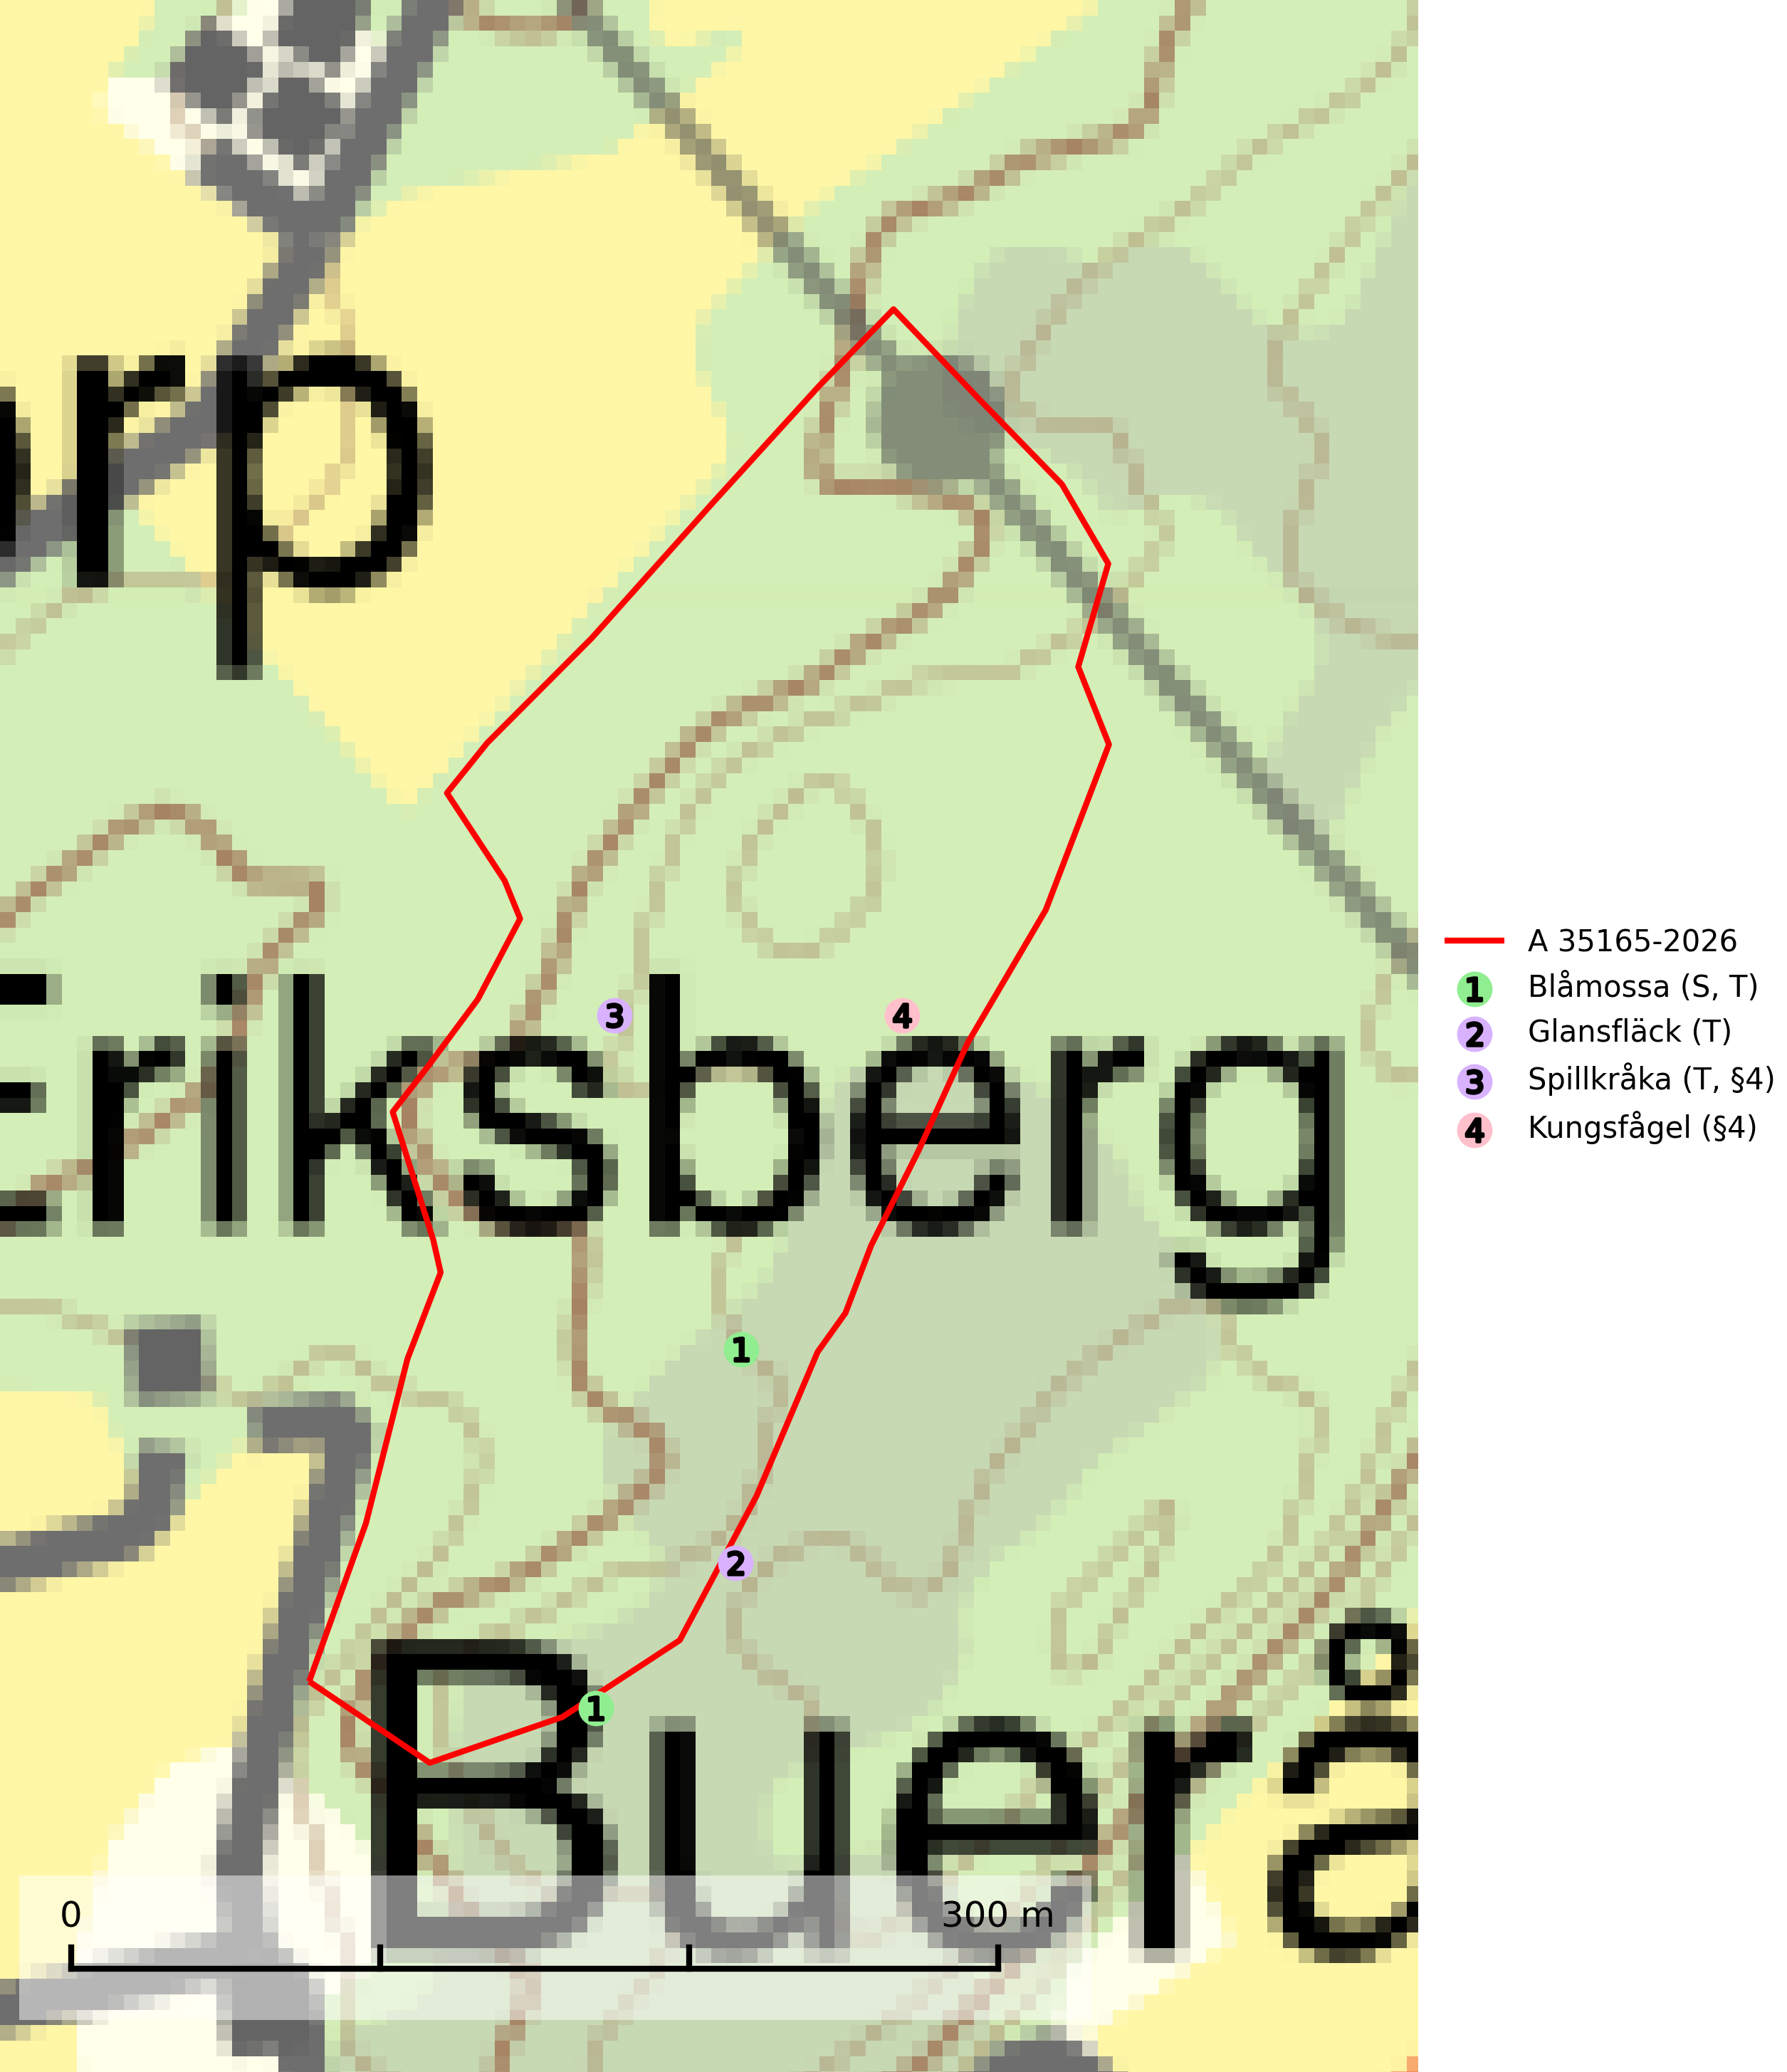 rp
Eriksberg
Buerå
0 300 m
A 35165-2026
1 Blåmossa (S, T)
2 Glansfläck (T)
3 Spillkråka (T, §4)
4 Kungsfågel (§4)
3
4
1
2
1